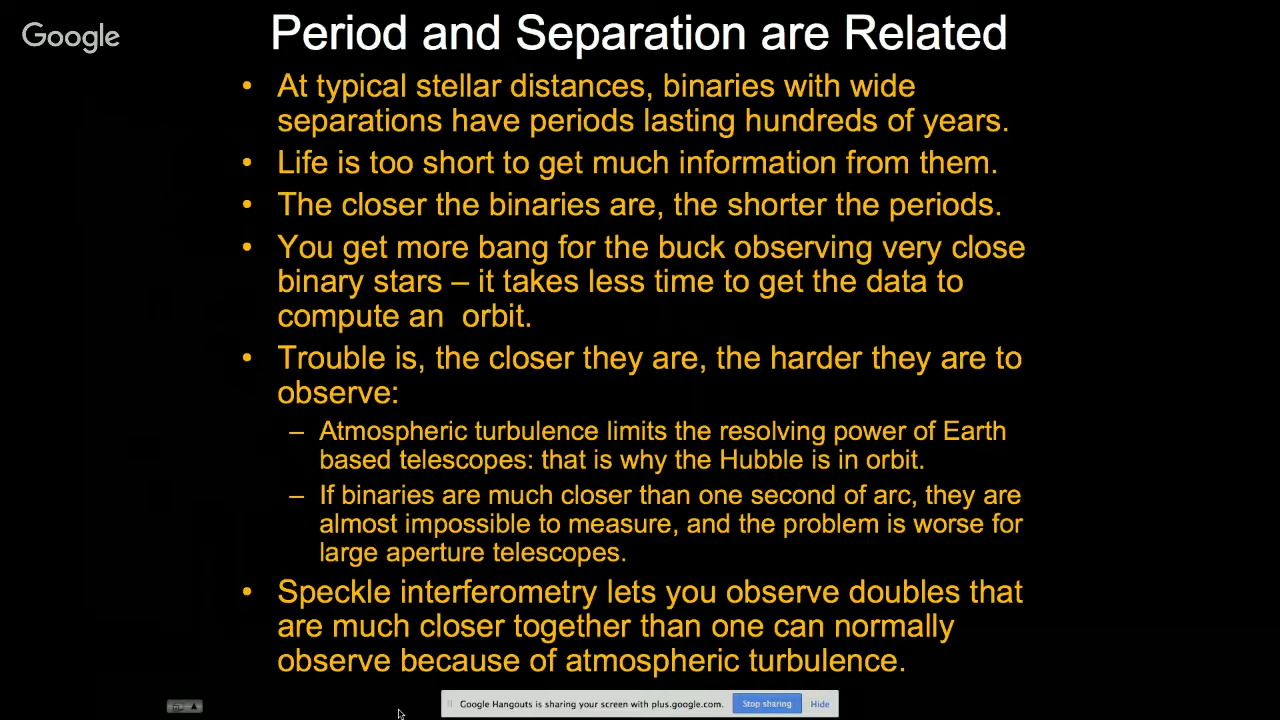 Google
Period and Separation are Related
• At typical stellar distances, binaries with wide
separations have periods lasting hundreds of years.
• Life is too short to get much information from them.
• The closer the binaries are, the shorter the periods.
• You get more bang for the buck observing very close
binary stars – it takes less time to get the data to
compute an  orbit.
• Trouble is, the closer they are, the harder they are to
observe:
– Atmospheric turbulence limits the resolving power of Earth
based telescopes: that is why the Hubble is in orbit.
– If binaries are much closer than one second of arc, they are
almost impossible to measure, and the problem is worse for
large aperture telescopes.
• Speckle interferometry lets you observe doubles that
are much closer together than one can normally
observe because of atmospheric turbulence.
Google Hangouts is sharing your screen with plus.google.com. Stop sharing Hide